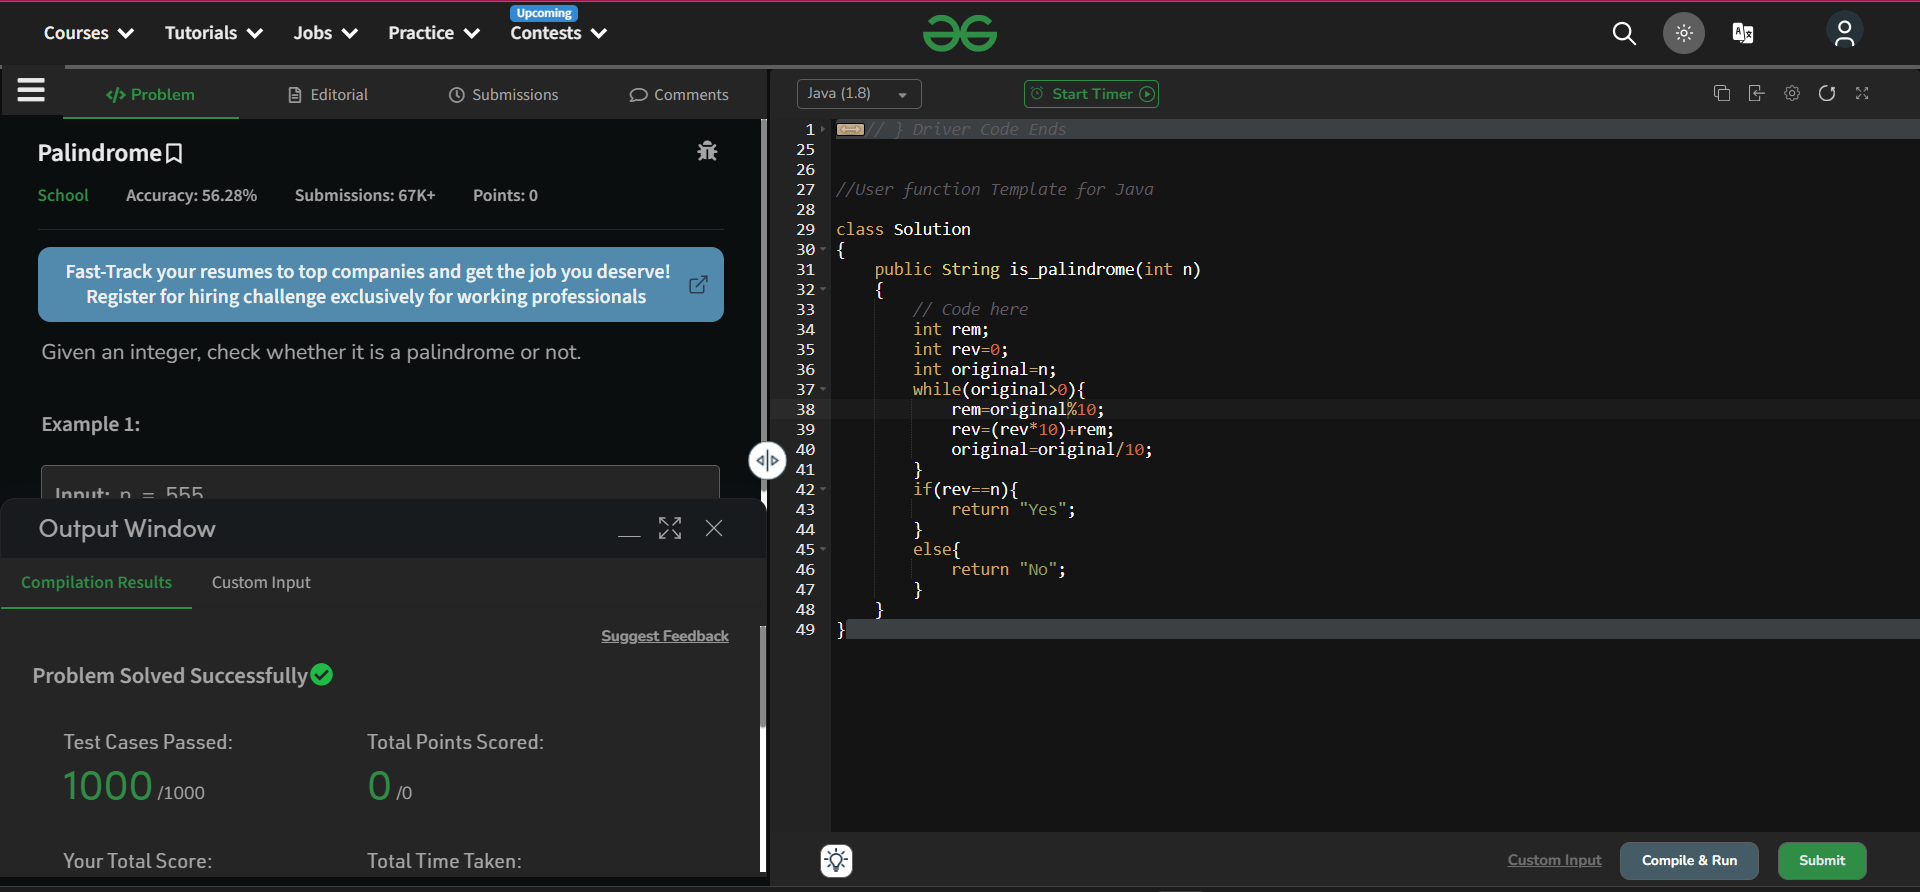 Upcoming
Courses Tutorials Jobs Practice Contests
Problem Editorial Submissions Comments
Palindrome
School Accuracy: 56.28% Submissions: 67K+ Points: 0
Fast-Track your resumes to top companies and get the job you deserve!
Register for hiring challenge exclusively for working professionals
Given an integer, check whether it is a palindrome or not.
Example 1:
Input: n = 555
Output Window
Compilation Results Custom Input
Suggest Feedback
Problem Solved Successfully
Test Cases Passed: Total Points Scored:
1000 /1000 0 /0
Your Total Score: Total Time Taken:
Java (1.8) Start Timer
1 // } Driver Code Ends
25
26
27 //User function Template for Java
28
29 class Solution
30 {
31 public String is_palindrome(int n)
32 {
33 // Code here
34 int rem;
35 int rev=0;
36 int original=n;
37 while(original>0){
38 rem=original%10;
39 rev=(rev*10)+rem;
40 original=original/10;
41 }
42 if(rev==n){
43 return "Yes";
44 }
45 else{
46 return "No";
47 }
48 }
49 }
Custom Input Compile & Run Submit